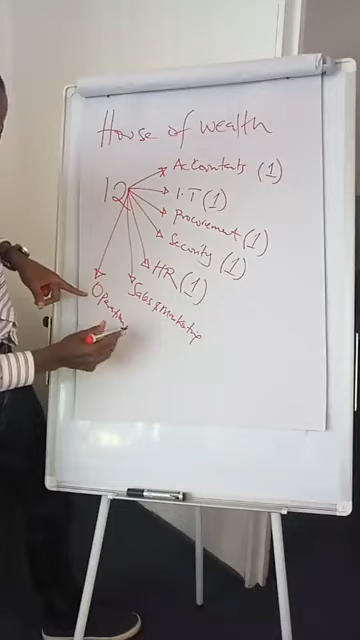 House of wealth
12
Accountants (1)
I.T (1)
Procurement (1)
Security (1)
HR (1)
Sales & Marketing